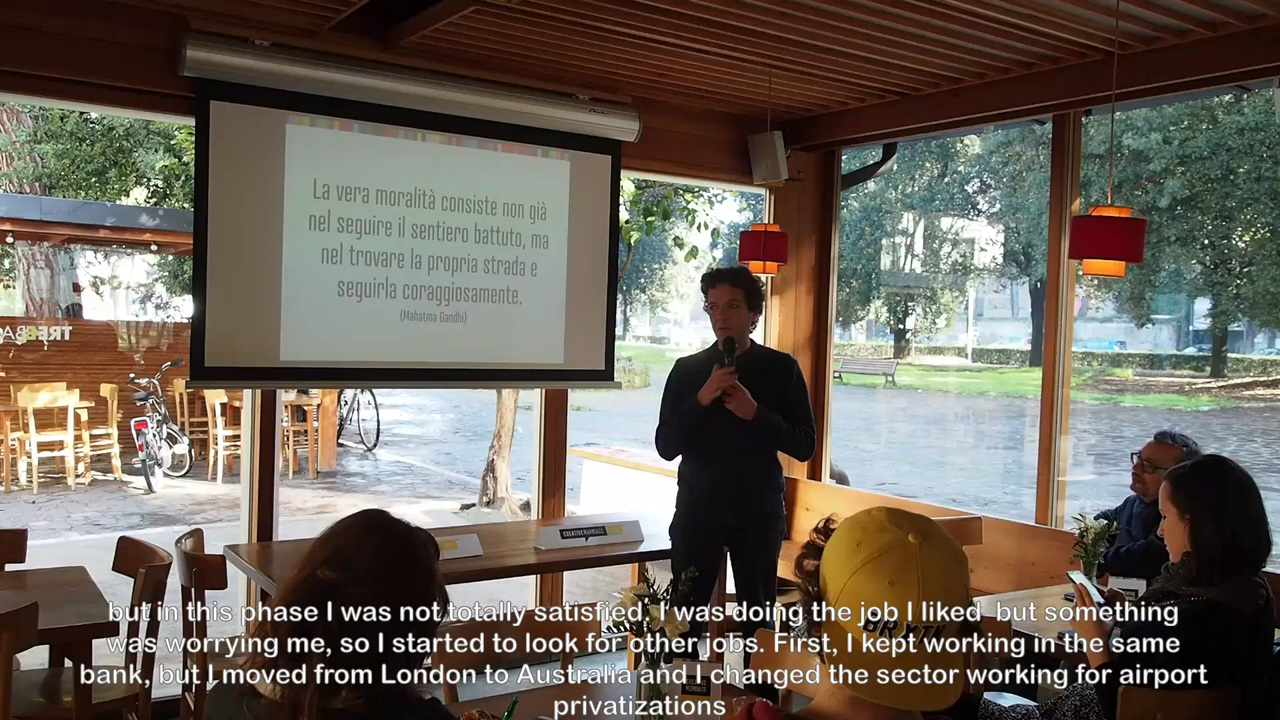 La vera moralità consiste non già
nel seguire il sentiero battuto, ma
nel trovare la propria strada e
seguirla coraggiosamente.
(Mahatma Gandhi)
CREATIVEMORNINGS
but in this phase I was not totally satisfied, I was doing the job I liked but something
was worrying me, so I started to look for other jobs. First, I kept working in the same
bank, but I moved from London to Australia and I changed the sector working for airport
privatizations